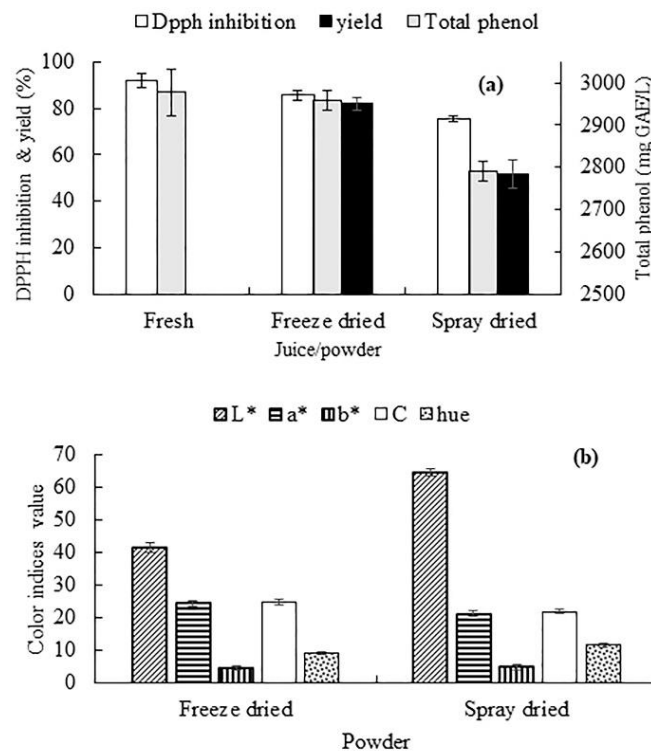 Dpph inhibition yield Total phenol
(a)
DPPH inhibition & yield (%)
100
80
60
40
20
0
3000
2900
2800
2700
2600
2500
Total phenol (mg GAE/L)
Fresh Freeze dried Spray dried
Juice/powder
L* a* b* C hue
(b)
Color indices value
70
60
50
40
30
20
10
0
Freeze dried Spray dried
Powder